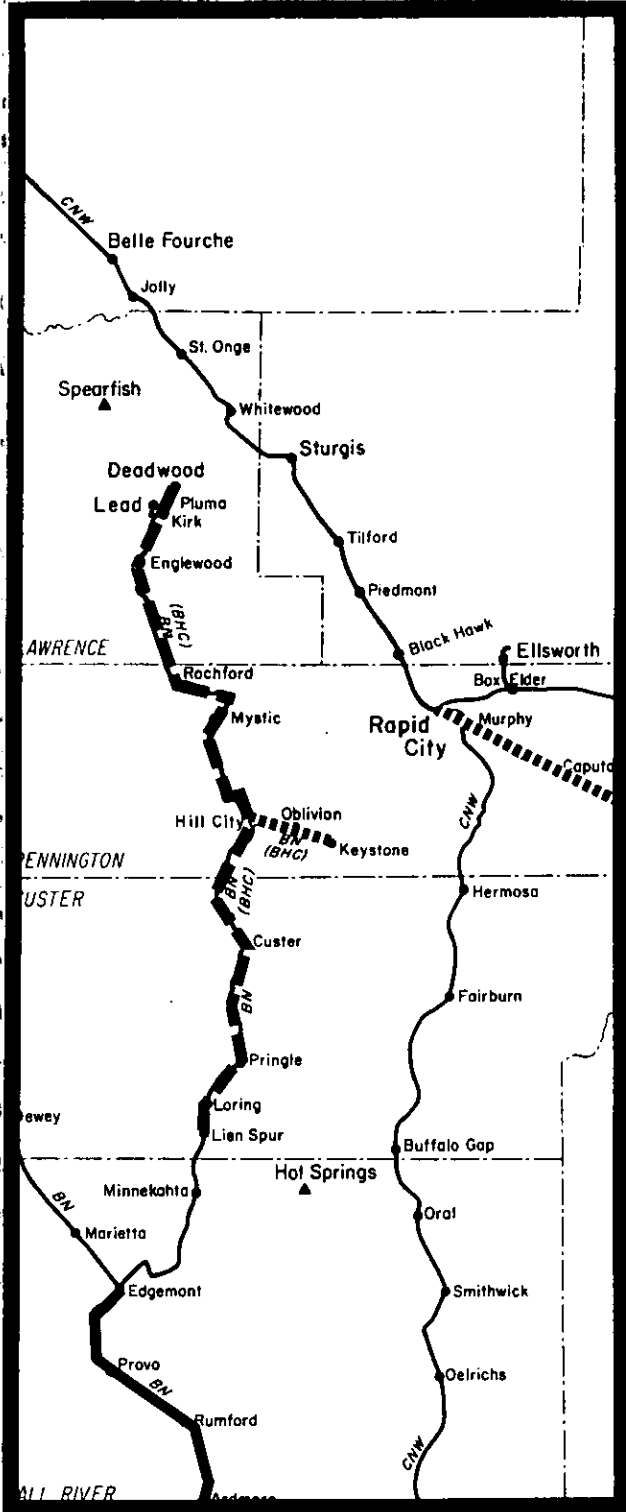 CNW
Belle Fourche
Jolly
St. Onge
Spearfish
Whitewood
Sturgis
Deadwood
Lead
Pluma
Kirk
Tilford
Englewood
Piedmont
(BHC)
BN
Black Hawk
AWRENCE
Ellsworth
Rochford
Box Elder
Mystic
Rapid
City
Murphy
Caputa
CNW
Hill City
Oblivion
BN
(BHC)
Keystone
PENNINGTON
BN
(BHC)
CUSTER
Hermosa
Custer
BN
Fairburn
Pringle
Loring
ewey
Lien Spur
Buffalo Gap
Hot Springs
Minnekahta
BN
Oral
Marietta
Edgemont
Smithwick
Provo
BN
Oelrichs
Rumford
CNW
ALL RIVER
Ardmore